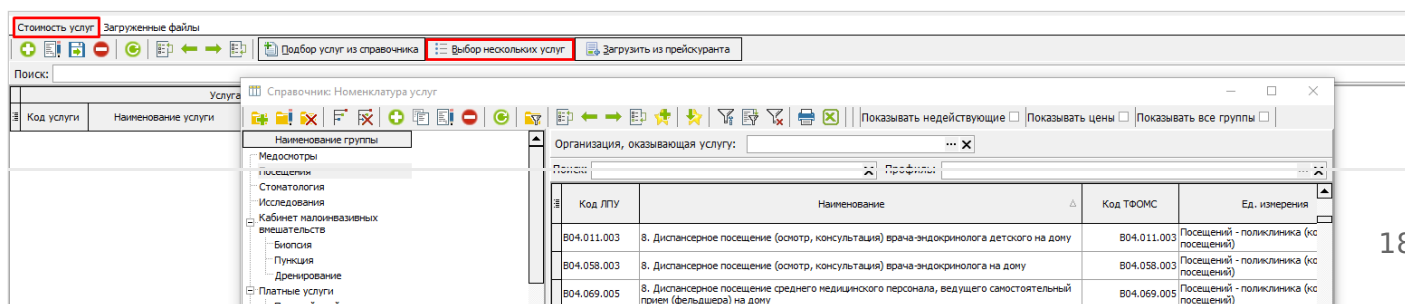 Стоимость услуг Загруженные файлы
Подбор услуг из справочника Выбор нескольких услуг Загрузить из прейскуранта
Поиск:
Услуга
Справочник: Номенклатура услуг
Код услуги Наименование услуги
Показывать недействующие Показывать цены Показывать все группы
Наименование группы
Организация, оказывающая услугу:
Медосмотры
Посещения
Поиск: Профиль:
Стоматология
Исследования
Код ЛПУ Наименование Код ТФОМС Ед. измерения
Кабинет малоинвазивных
вмешательств
Биопсия
Пункция
Дренирование
Платные услуги
B04.011.003 8. Диспансерное посещение (осмотр, консультация) врача-эндокринолога детского на дому B04.011.003 Посещений - поликлиника (ко
посещений)
B04.058.003 8. Диспансерное посещение (осмотр, консультация) врача-эндокринолога на дому B04.058.003 Посещений - поликлиника (ко
посещений)
B04.069.005 8. Диспансерное посещение среднего медицинского персонала, ведущего самостоятельный
прием (фельдшера) на дому B04.069.005 Посещений - поликлиника (ко
посещений)
18